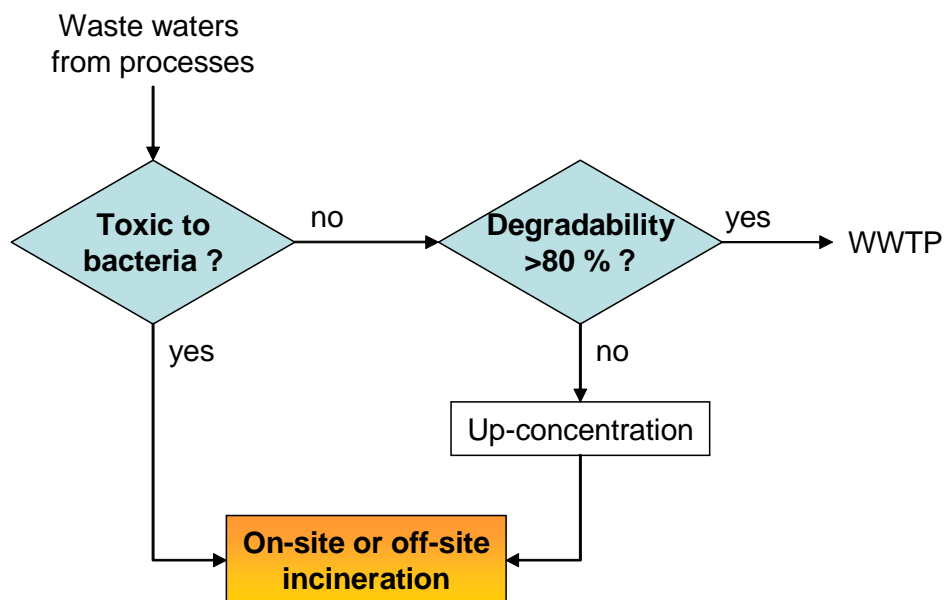 Waste waters
from processes
Toxic to
bacteria ?
no
Degradability
>80 % ?
yes
WWTP
yes
no
Up-concentration
On-site or off-site
incineration